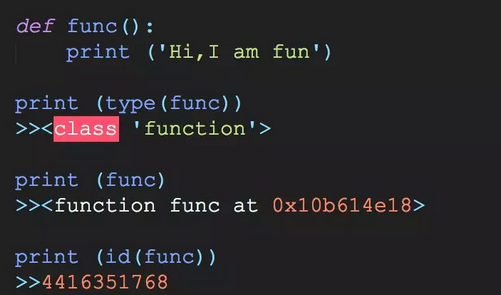 def func():
    print ('Hi,I am fun')
print (type(func))
>><class 'function'>
print (func)
>><function func at 0x10b614e18>
print (id(func))
>>4416351768